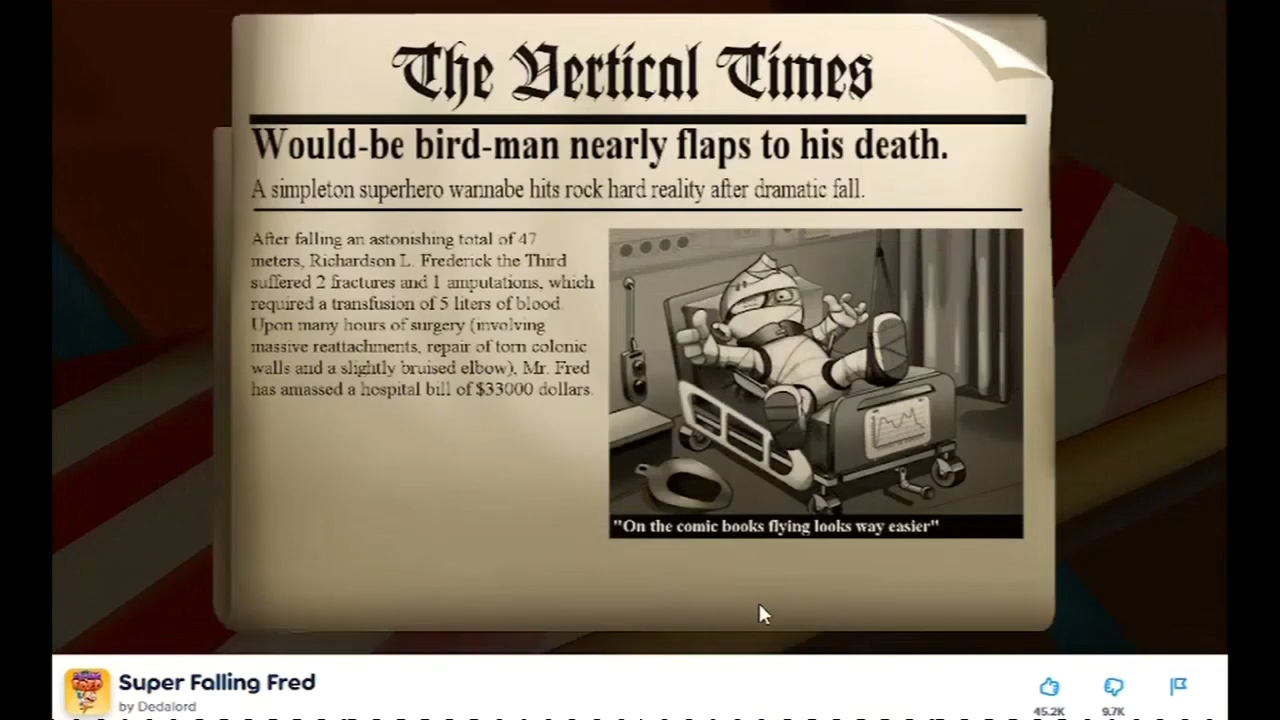 The Vertical Times
Would-be bird-man nearly flaps to his death.
A simpleton superhero wannabe hits rock hard reality after dramatic fall.
After falling an astonishing total of 47
meters, Richardson L. Frederick the Third
suffered 2 fractures and 1 amputations, which
required a transfusion of 5 liters of blood.
Upon many hours of surgery (involving
massive reattachments, repair of torn colonic
walls and a slightly bruised elbow), Mr. Fred
has amassed a hospital bill of $33000 dollars.
"On the comic books flying looks way easier"
Super Falling Fred
by Dedalord
45.2K
9.7K